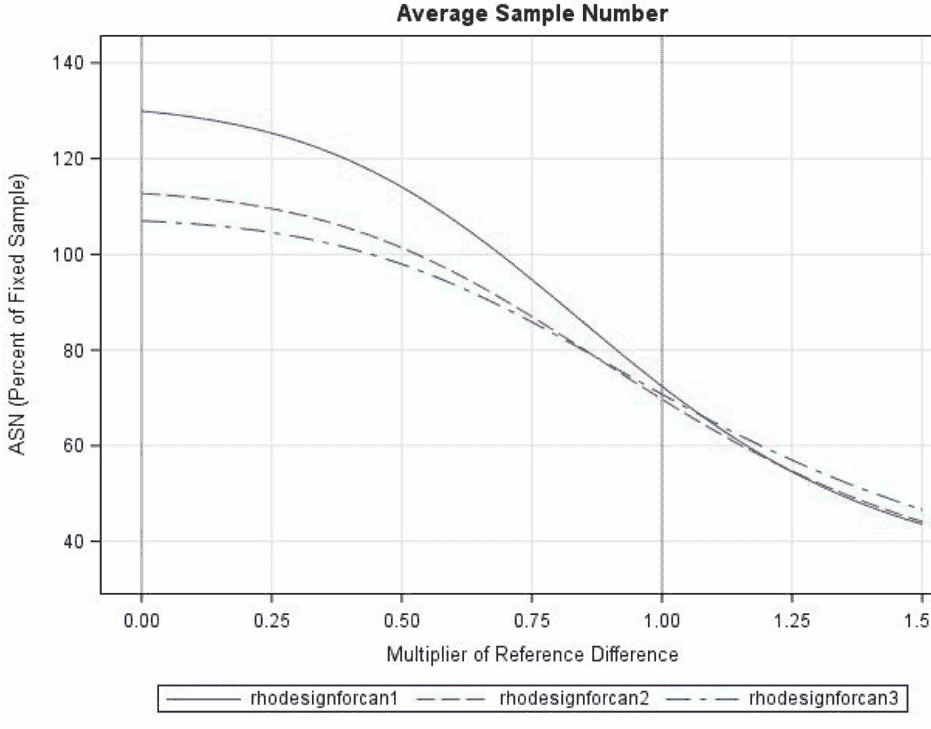 Average Sample Number
140
120
100
80
60
40
ASN (Percent of Fixed Sample)
0.00 0.25 0.50 0.75 1.00 1.25 1.5
Multiplier of Reference Difference
rhodesignforcan1 rhodesignforcan2 rhodesignforcan3